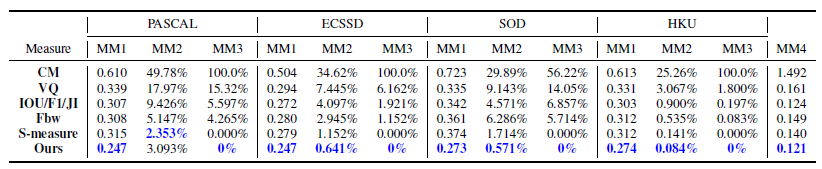 PASCAL ECSSD SOD HKU
Measure MM1 MM2 MM3 MM1 MM2 MM3 MM1 MM2 MM3 MM1 MM2 MM3 MM4
CM 0.610 49.78% 100.0% 0.504 34.62% 100.0% 0.723 29.89% 56.22% 0.613 25.26% 100.0% 1.492
VQ 0.339 17.97% 15.32% 0.294 7.445% 6.162% 0.335 9.143% 14.05% 0.331 3.067% 1.800% 0.161
IOU/F1/JI 0.307 9.426% 5.597% 0.272 4.097% 1.921% 0.342 4.571% 6.857% 0.303 0.900% 0.197% 0.124
Fbw 0.308 5.147% 4.265% 0.280 2.945% 1.152% 0.361 6.286% 5.714% 0.312 0.535% 0.083% 0.149
S-measure 0.315 2.353% 0.000% 0.279 1.152% 0.000% 0.374 1.714% 0.000% 0.312 0.141% 0.000% 0.140
Ours 0.247 3.093% 0% 0.247 0.641% 0% 0.273 0.571% 0% 0.274 0.084% 0% 0.121